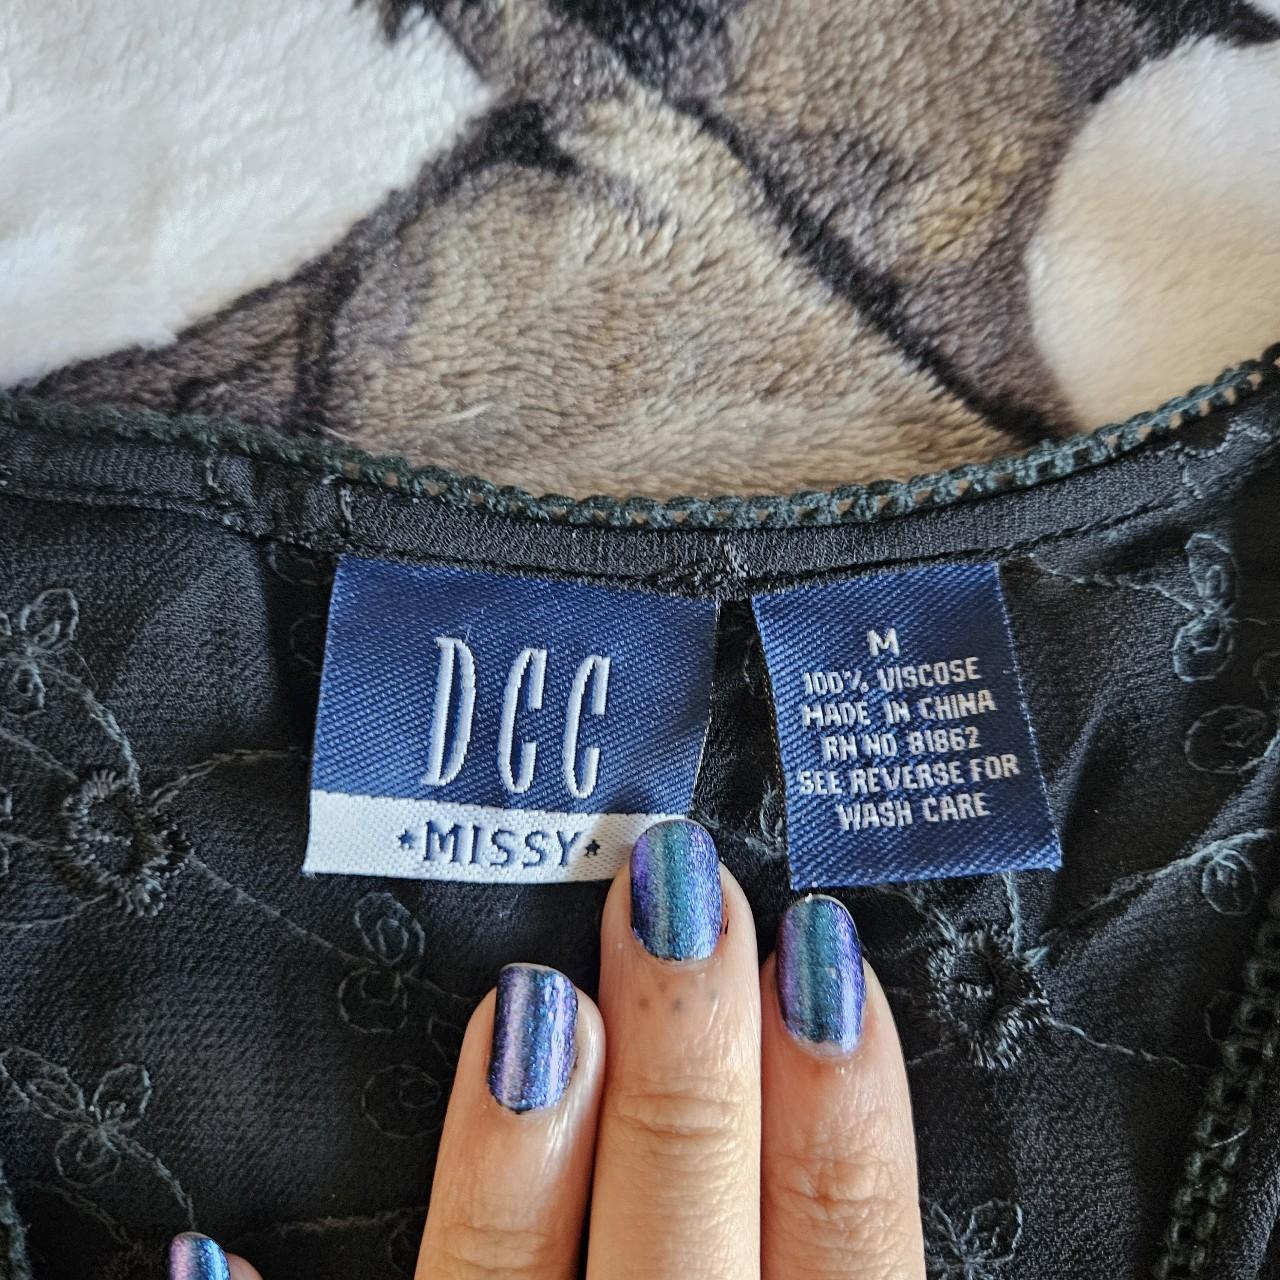 DCC
*MISSY*
M
100% VISCOSE
MADE IN CHINA
RN NO 81862
SEE REVERSE FOR
WASH CARE